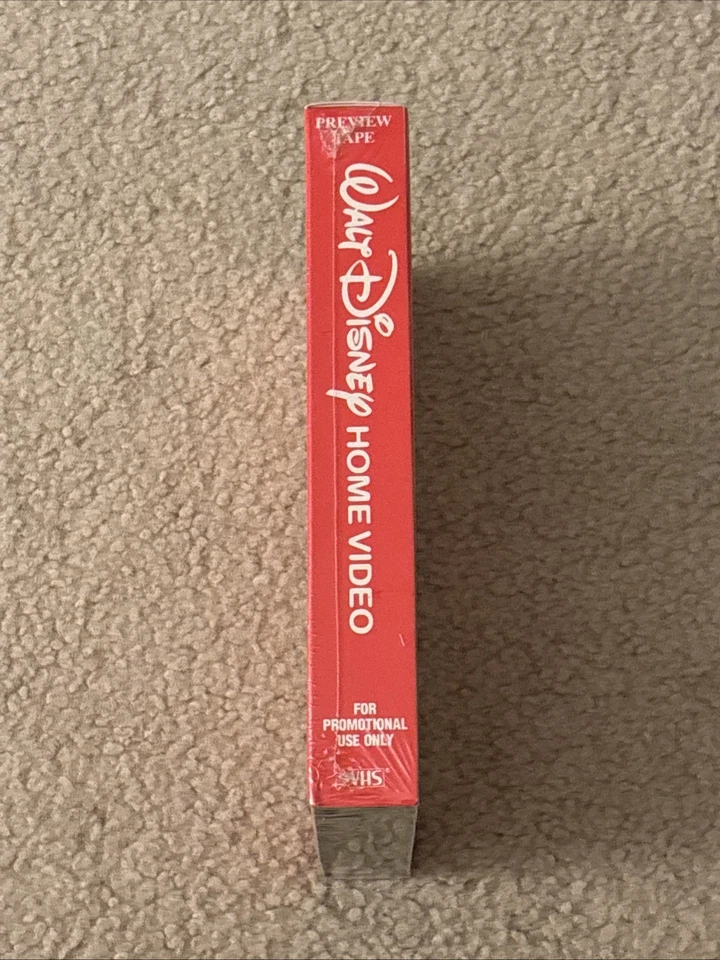 PREVIEW
TAPE
WALT DISNEY HOME VIDEO
FOR
PROMOTIONAL
USE ONLY
VHS